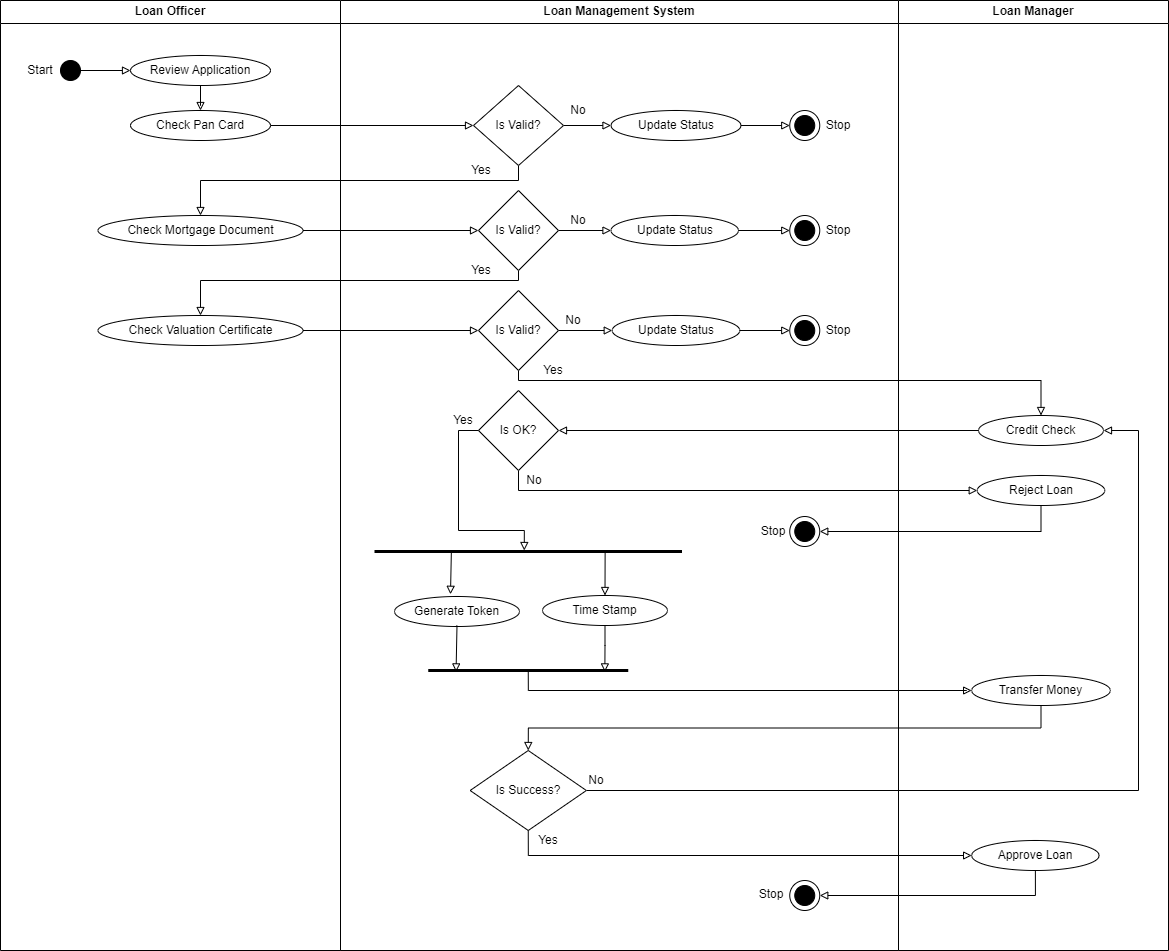 Loan Officer
Loan Management System
Loan Manager
Start
Review Application
Check Pan Card
Is Valid?
No
Update Status
Stop
Yes
Check Mortgage Document
Is Valid?
No
Update Status
Stop
Yes
Check Valuation Certificate
Is Valid?
No
Update Status
Stop
Yes
Yes
Is OK?
Credit Check
No
Reject Loan
Stop
Generate Token
Time Stamp
Transfer Money
Is Success?
No
Yes
Approve Loan
Stop